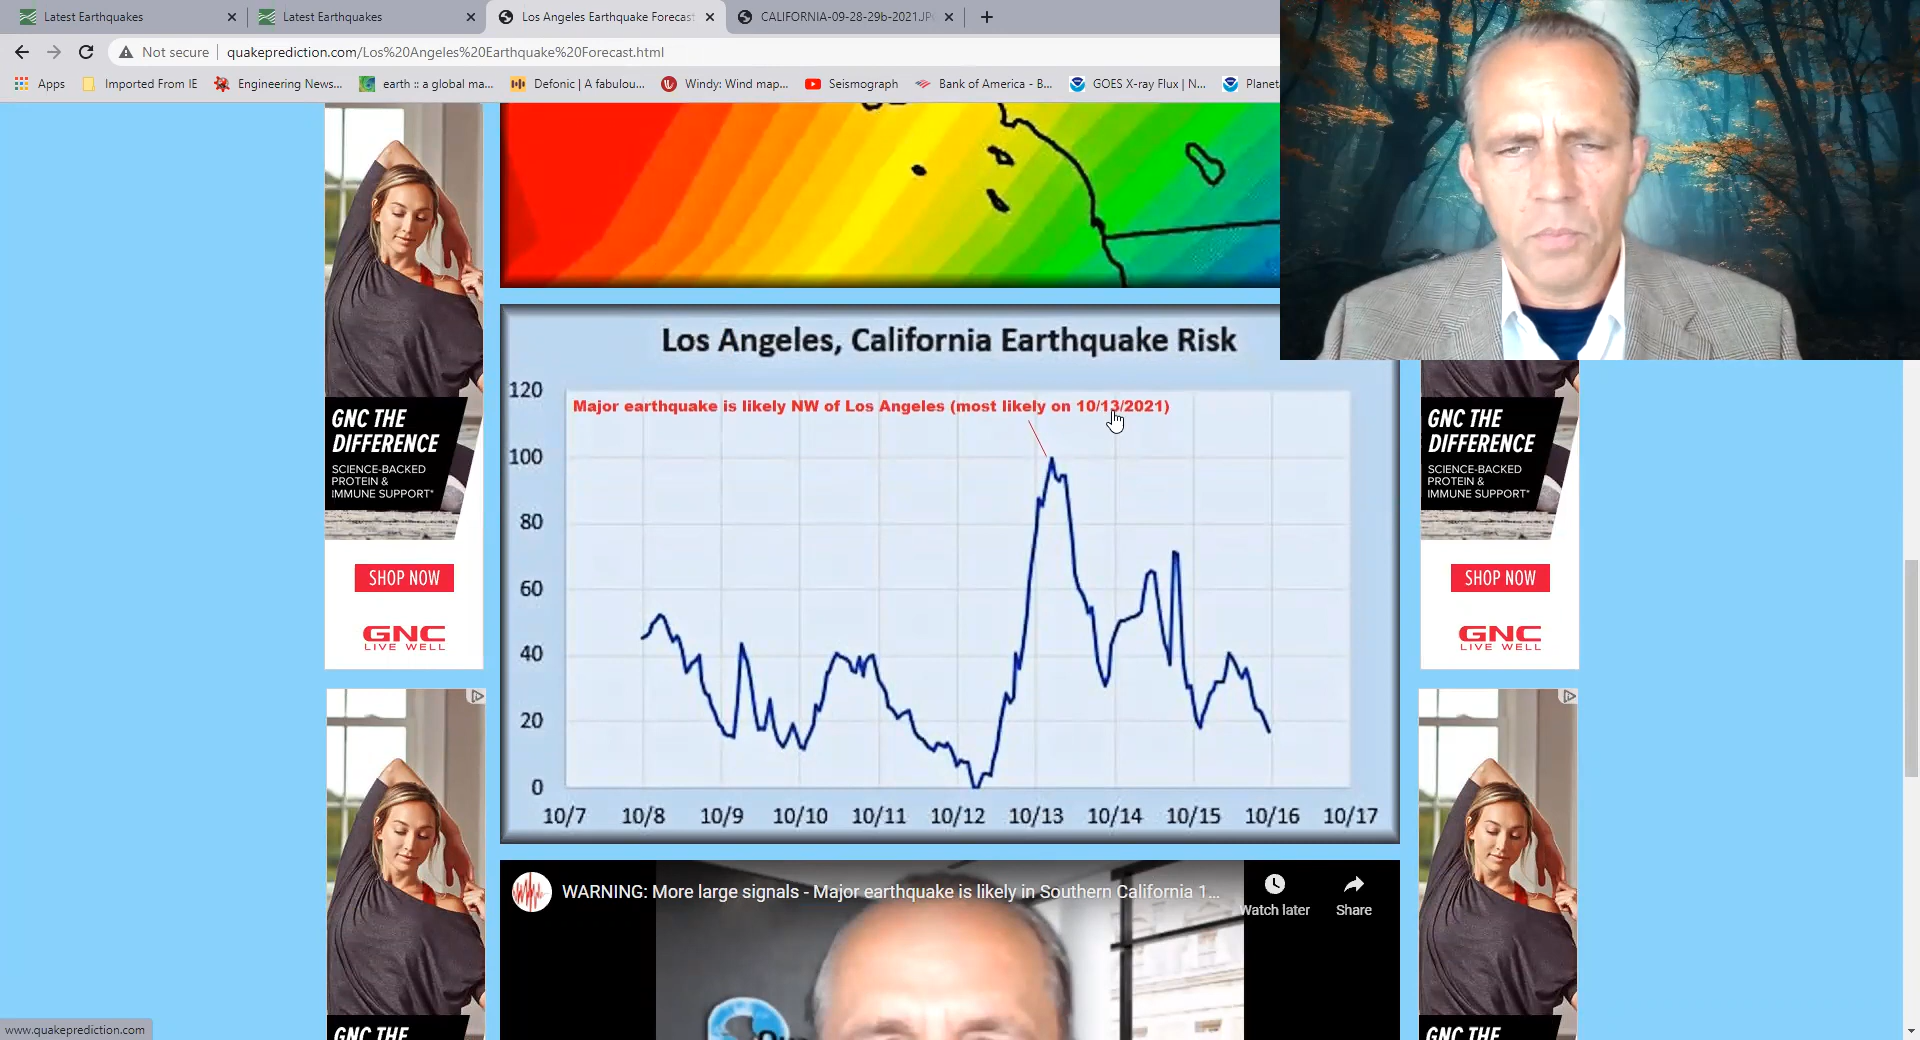 Latest Earthquakes
Latest Earthquakes
Los Angeles Earthquake Forecast
CALIFORNIA-09-28-29b-2021.JP
Not secure
quakeprediction.com/Los%20Angeles%20Earthquake%20Forecast.html
Apps
Imported From IE
Engineering News...
earth :: a global ma...
Defonic | A fabulou...
Windy: Wind map...
Seismograph
Bank of America - B...
GOES X-ray Flux | N...
Planet
GNC THE
DIFFERENCE
SCIENCE-BACKED
PROTEIN &
IMMUNE SUPPORT*
SHOP NOW
GNC
LIVE WELL
GNC THE
Los Angeles, California Earthquake Risk
Major earthquake is likely NW of Los Angeles (most likely on 10/13/2021)
120
100
80
60
40
20
0
10/7 10/8 10/9 10/10 10/11 10/12 10/13 10/14 10/15 10/16 10/17
WARNING: More large signals - Major earthquake is likely in Southern California 1...
Watch later
Share
GNC THE
DIFFERENCE
SCIENCE-BACKED
PROTEIN &
IMMUNE SUPPORT*
SHOP NOW
GNC
LIVE WELL
GNC THE
www.quakeprediction.com